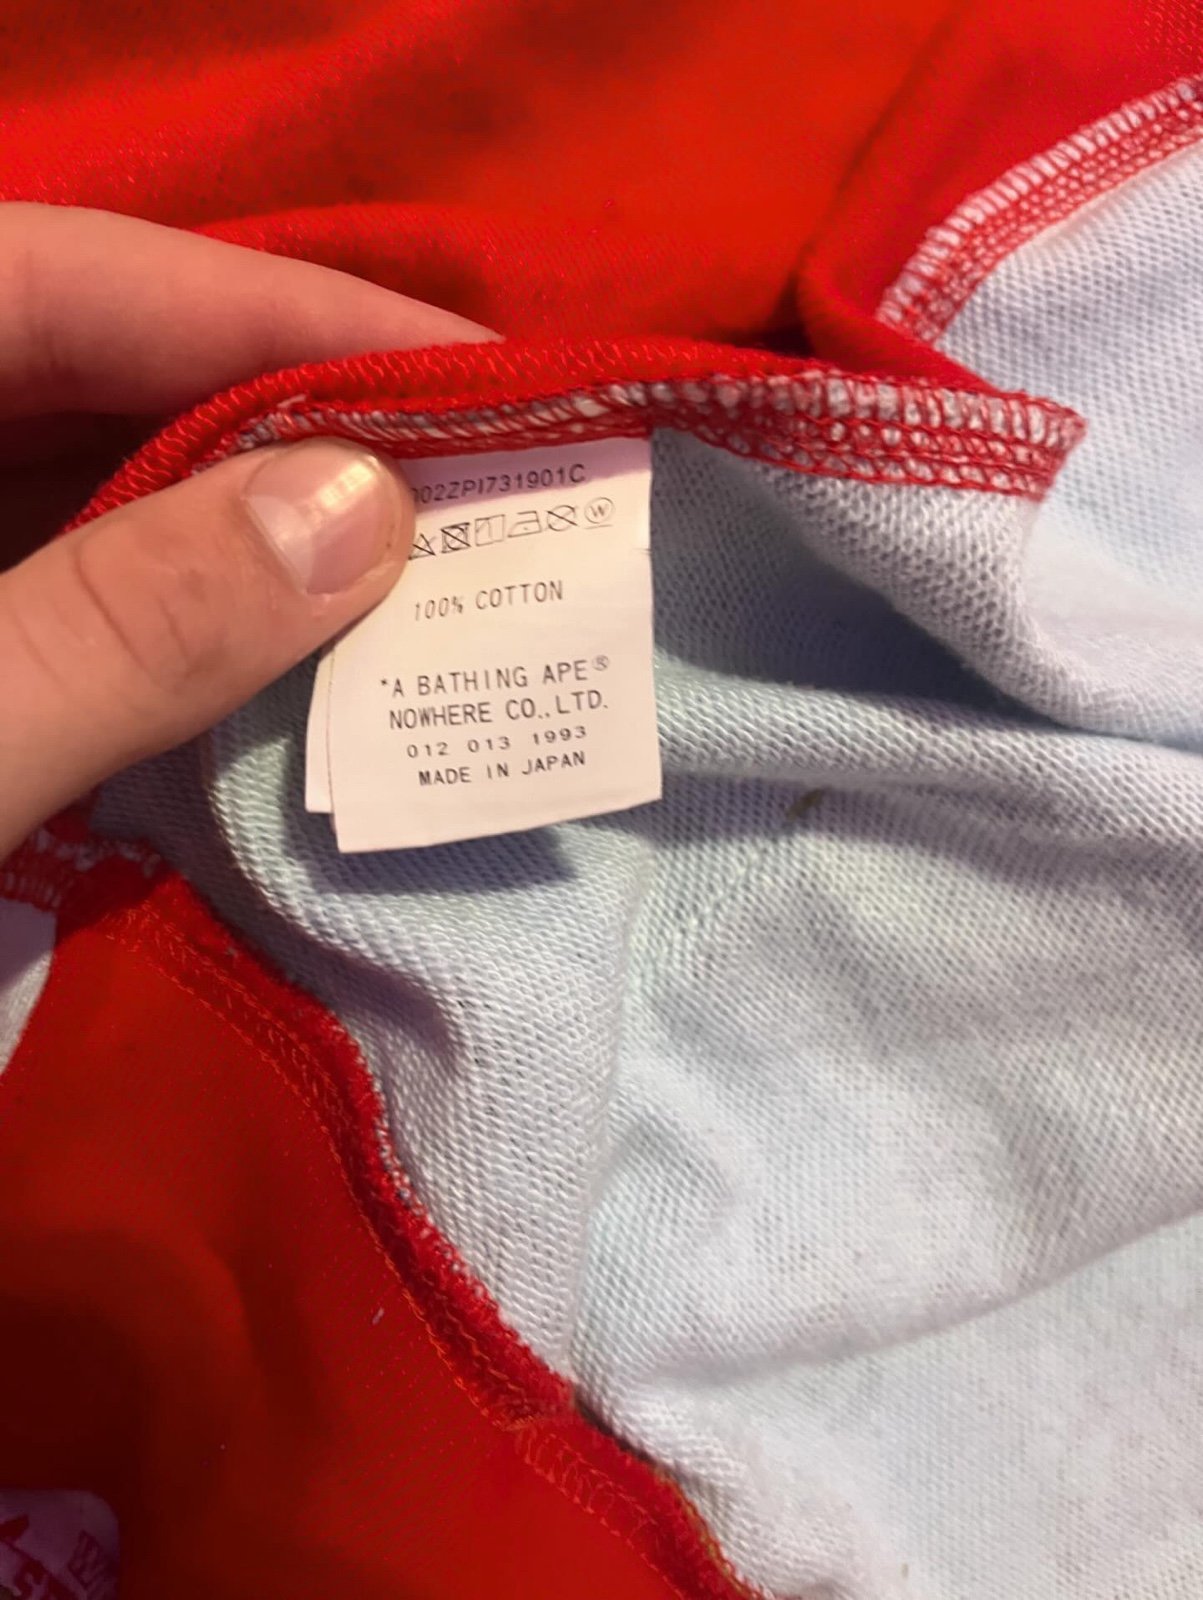 002ZPI731901C
W
100% COTTON
*A BATHING APE®
NOWHERE CO., LTD.
012 013 1993
MADE IN JAPAN